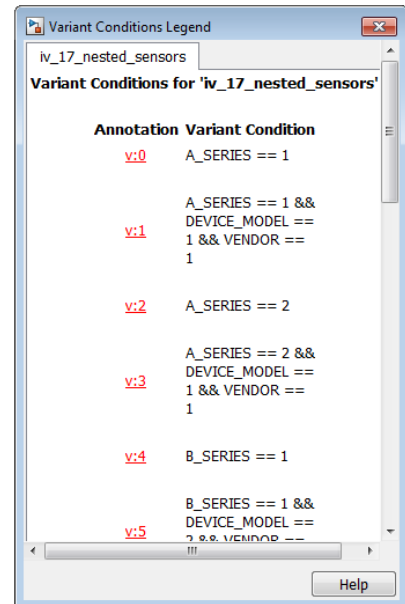 Variant Conditions Legend
iv_17_nested_sensors
Variant Conditions for 'iv_17_nested_sensors'
Annotation Variant Condition
v:0 A_SERIES == 1
A_SERIES == 1 &&
DEVICE_MODEL ==
v:1 1 && VENDOR ==
1
v:2 A_SERIES == 2
A_SERIES == 2 &&
DEVICE_MODEL ==
v:3 1 && VENDOR ==
1
v:4 B_SERIES == 1
B_SERIES == 1 &&
DEVICE_MODEL ==
v:5 2 && VENDOR ==
Help